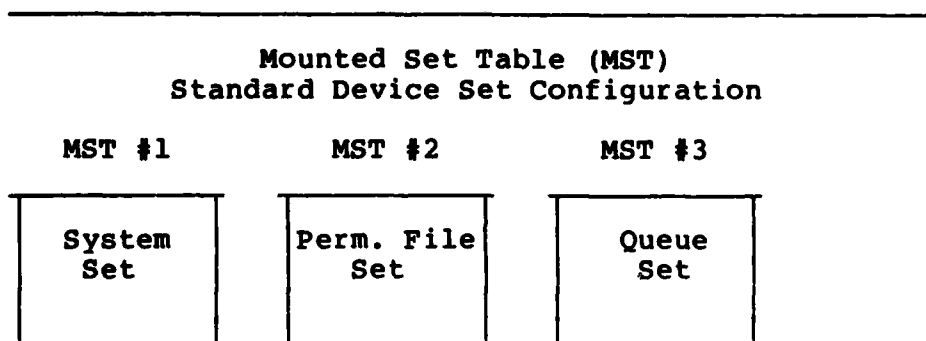 Mounted Set Table (MST)
Standard Device Set Configuration
MST #1 MST #2 MST #3
System Perm. File Queue
Set Set Set